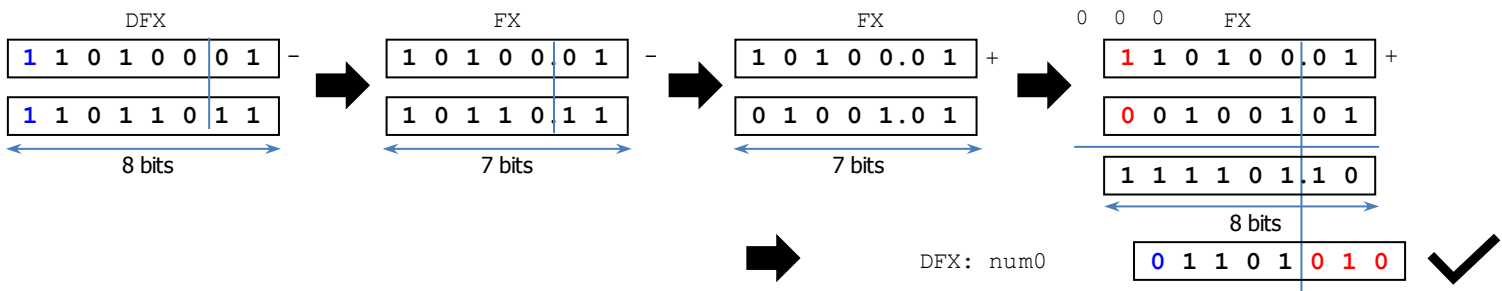 DFX FX FX 0 0 0 FX
1 1 0 1 0 0 0 1 - 1 0 1 0 0.0 1 - 1 0 1 0 0.0 1 + 1 1 0 1 0 0.0 1 +
1 1 0 1 1 0 1 1 1 0 1 1 0.1 1 0 1 0 0 1.0 1 0 0 1 0 0 1 0 1
8 bits 7 bits 7 bits 1 1 1 1 0 1.1 0
8 bits
DFX: num0 0 1 1 0 1 0 1 0